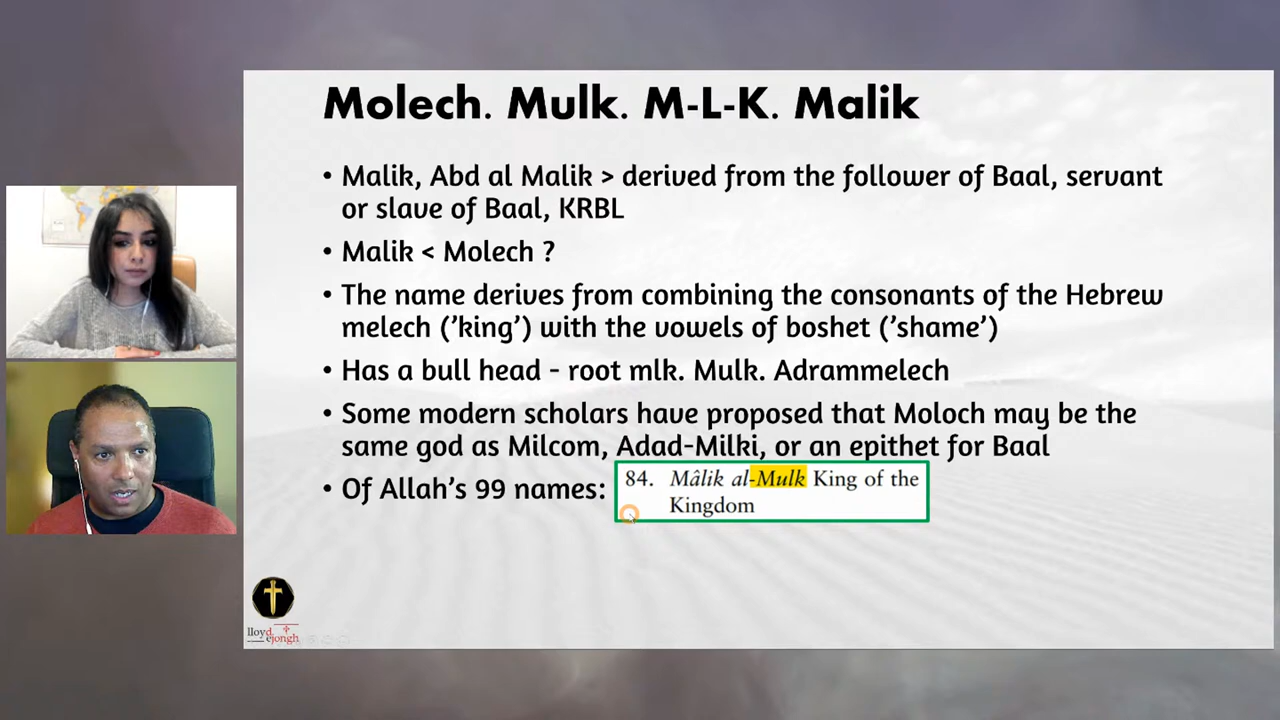 Molech. Mulk. M-L-K. Malik
• Malik, Abd al Malik > derived from the follower of Baal, servant
or slave of Baal, KRBL
• Malik < Molech ?
• The name derives from combining the consonants of the Hebrew
melech (’king’) with the vowels of boshet (’shame’)
• Has a bull head - root mlk. Mulk. Adrammelech
• Some modern scholars have proposed that Moloch may be the
same god as Milcom, Adad-Milki, or an epithet for Baal
• Of Allah’s 99 names:
84. Mâlik al-Mulk King of the
Kingdom
lloyd
ejongh